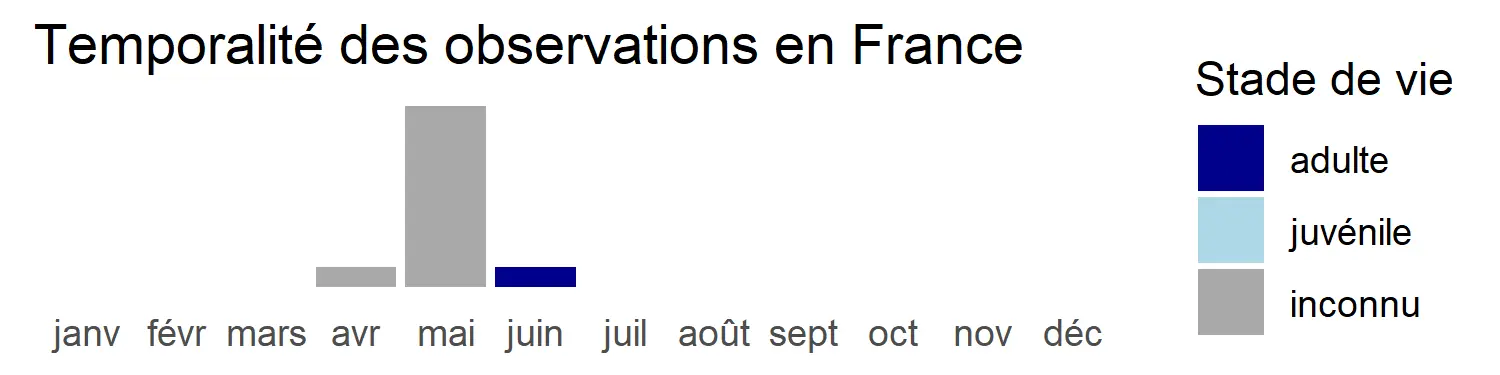 Temporalité des observations en France
janv févr mars avr mai juin juil août sept oct nov déc
Stade de vie
adulte
juvénile
inconnu